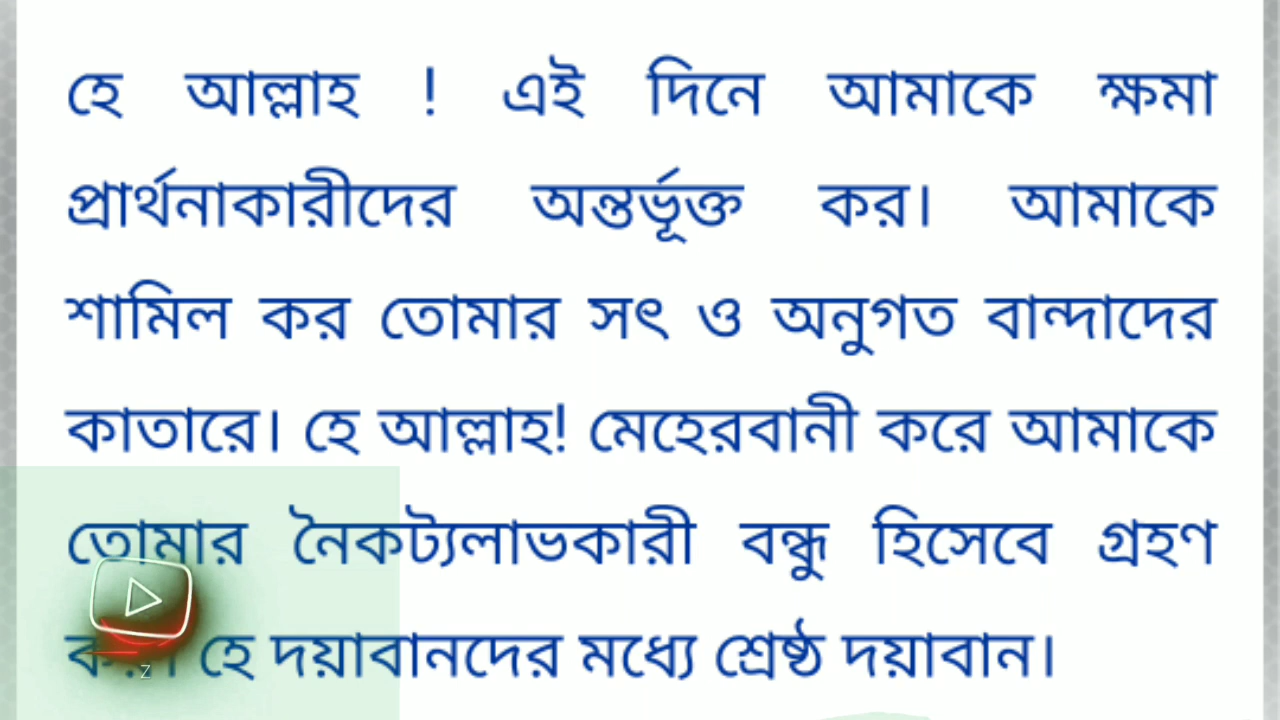 হে আল্লাহ ! এই দিনে আমাকে ক্ষমা
প্রার্থনাকারীদের অন্তর্ভূক্ত কর। আমাকে
শামিল কর তোমার সৎ ও অনুগত বান্দাদের
কাতারে। হে আল্লাহ! মেহেরবানী করে আমাকে
তোমার নৈকট্যলাভকারী বন্ধু হিসেবে গ্রহণ
হে দয়াবানদের মধ্যে শ্রেষ্ঠ দয়াবান।
Z